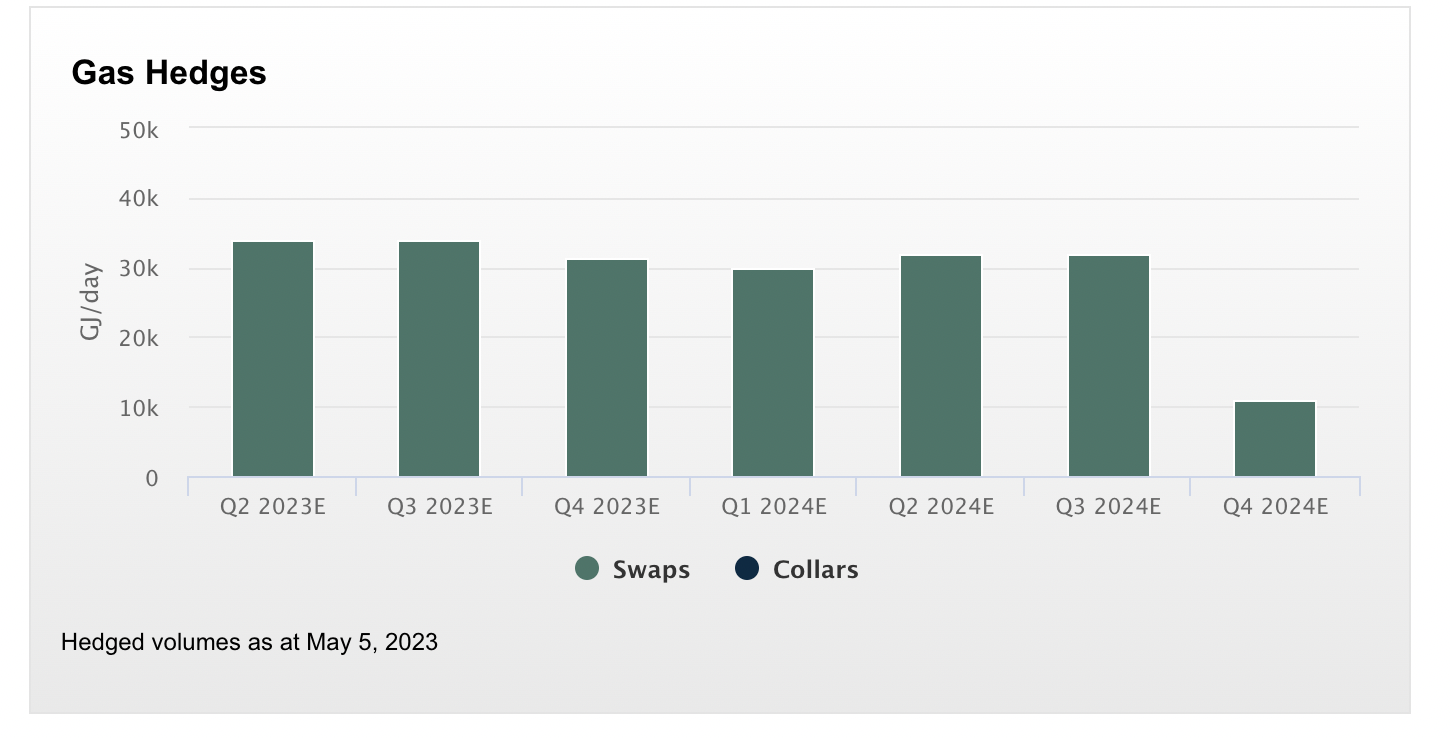 Gas Hedges
50k
40k
30k
20k
10k
0
GJ/day
Q2 2023E
Q3 2023E
Q4 2023E
Q1 2024E
Q2 2024E
Q3 2024E
Q4 2024E
Swaps
Collars
Hedged volumes as at May 5, 2023